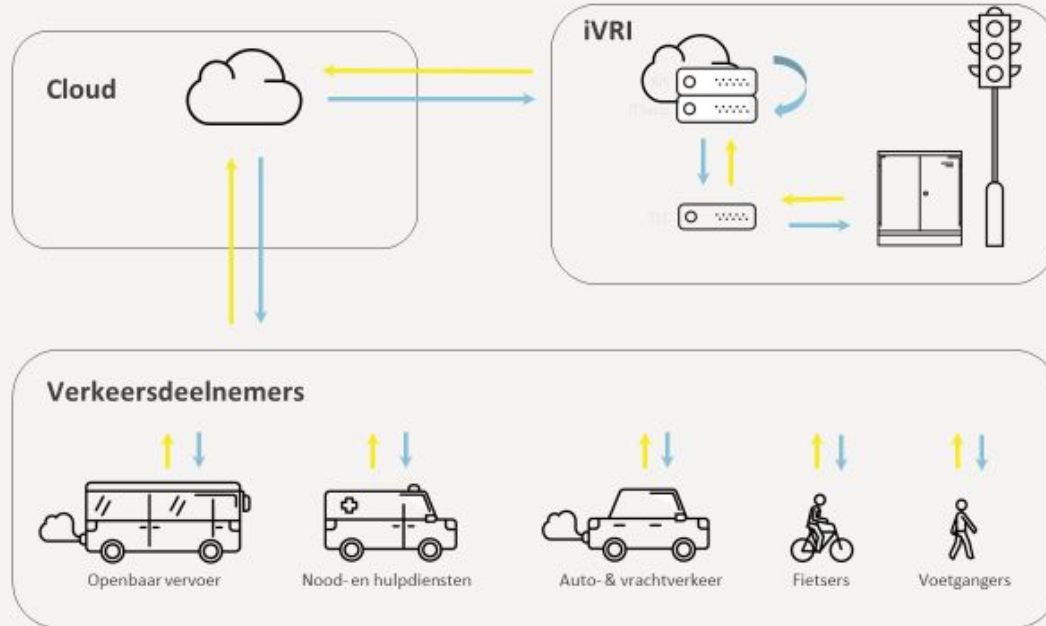 Cloud
iVRI
Verkeersdeelnemers
Openbaar vervoer
Nood- en hulpdiensten
Auto- & vrachtverkeer
Fietsers
Voetgangers